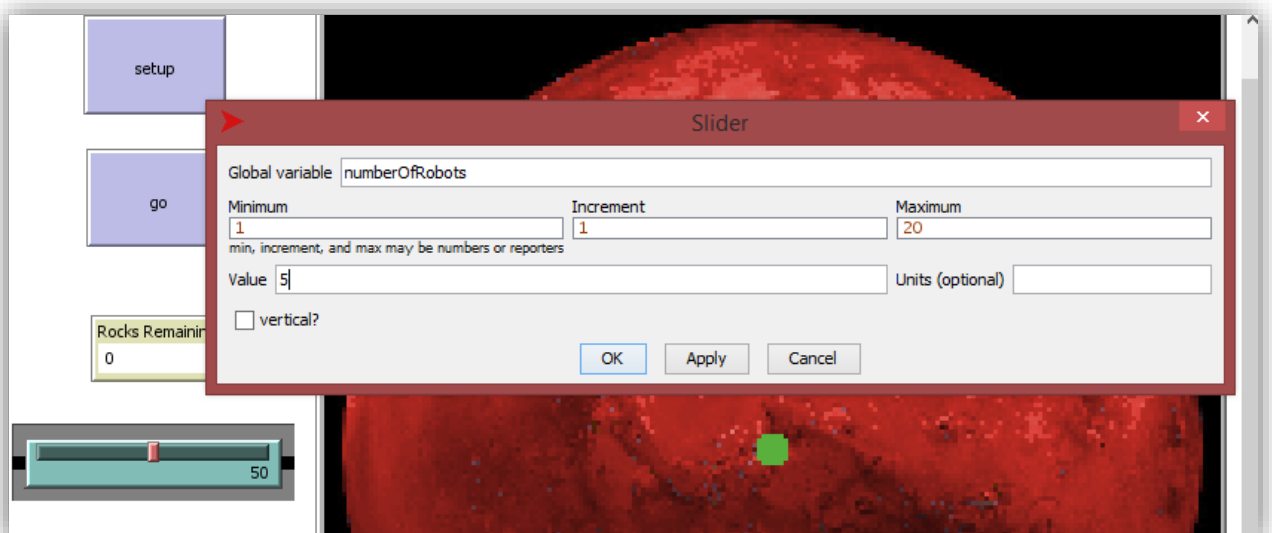 setup
Slider
Global variable numberOfRobots
go
Minimum Increment Maximum
1 1 20
min, increment, and max may be numbers or reporters
Value 5 Units (optional)
vertical?
Rocks Remainin
0
OK Apply Cancel
50